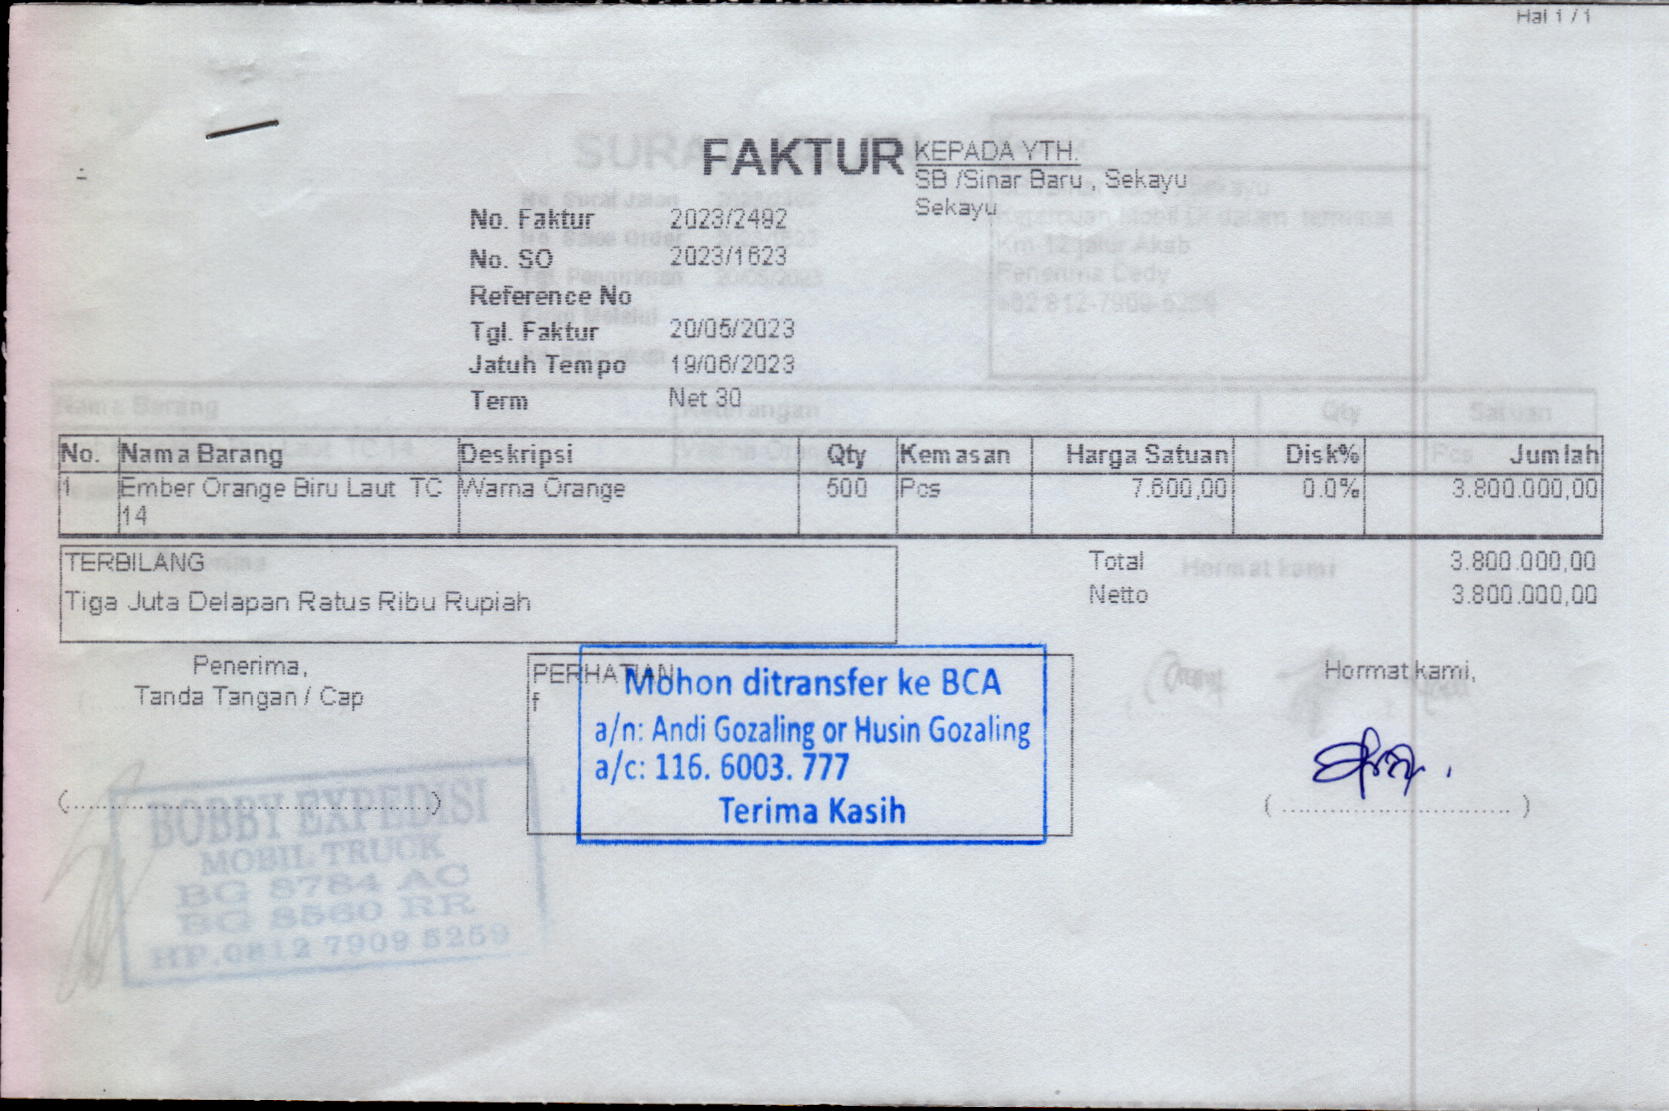 Hal 1 / 1
FAKTUR
KEPADA YTH.
SB /Sinar Baru , Sekayu
Sekayu
No. Faktur 2023/2492
No. SO 2023/1623
Reference No
Tgl. Faktur 20/05/2023
Jatuh Tempo 19/06/2023
Term Net 30
No. Nama Barang Deskripsi Qty Kemasan Harga Satuan Disk% Jumlah
1 Ember Orange Biru Laut TC 14 Warna Orange 500 Pcs 7.600,00 0.0% 3.800.000,00
TERBILANG
Tiga Juta Delapan Ratus Ribu Rupiah
Total 3.800.000,00
Netto 3.800.000,00
Penerima,
Tanda Tangan / Cap
PERHATIAN
f
Mohon ditransfer ke BCA
a/n: Andi Gozaling or Husin Gozaling
a/c: 116. 6003. 777
Terima Kasih
Hormat kami,
BOBBY EXPEDISI
MOBIL TRUCK
BG 8784 AC
BG 8560 RR
HP.0812 7909 5259